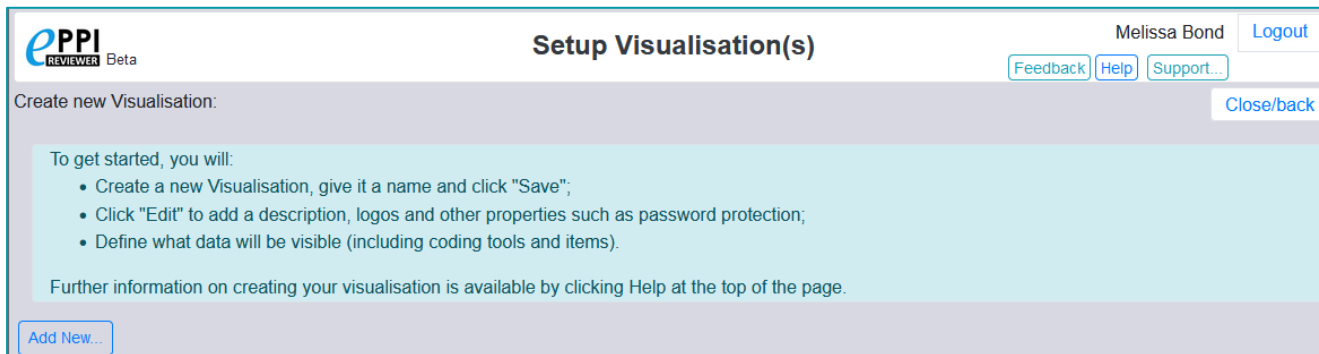 ePPI
REVIEWER Beta
Setup Visualisation(s)
Melissa Bond Logout
Feedback Help Support...
Create new Visualisation:
Close/back
To get started, you will:
• Create a new Visualisation, give it a name and click "Save";
• Click "Edit" to add a description, logos and other properties such as password protection;
• Define what data will be visible (including coding tools and items).
Further information on creating your visualisation is available by clicking Help at the top of the page.
Add New...